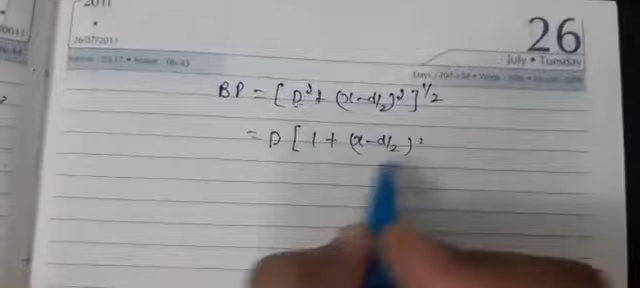 2011
26
26/07/2011
July • Tuesday
BP = [D² + (x-d/2)²]^1/2
= D [1 + (x-d/2)²